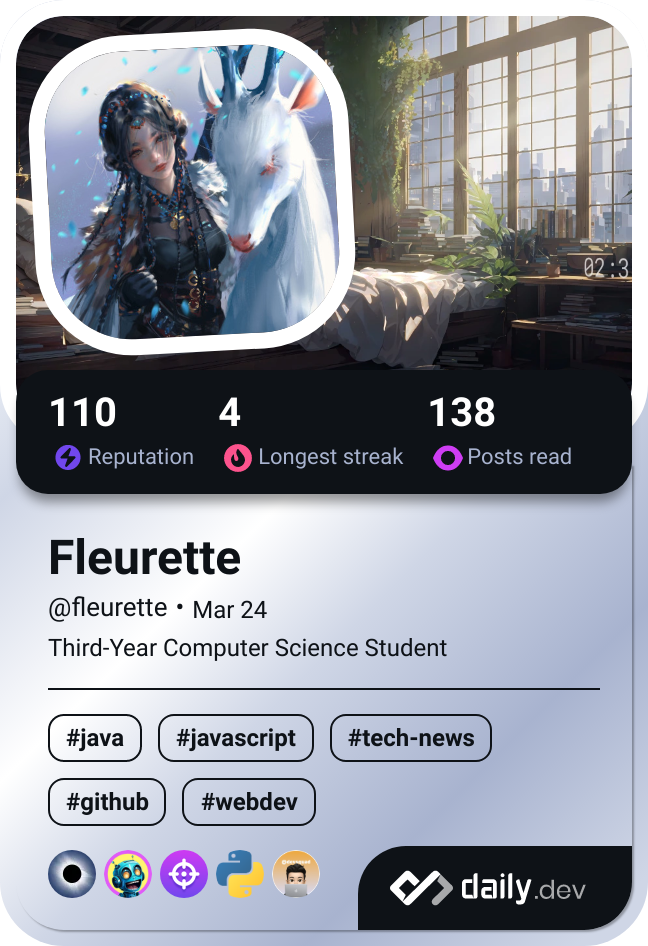 02:3
110 4 138
Reputation Longest streak Posts read
Fleurette
@fleurette • Mar 24
Third-Year Computer Science Student
#java #javascript #tech-news
#github #webdev
daily.dev